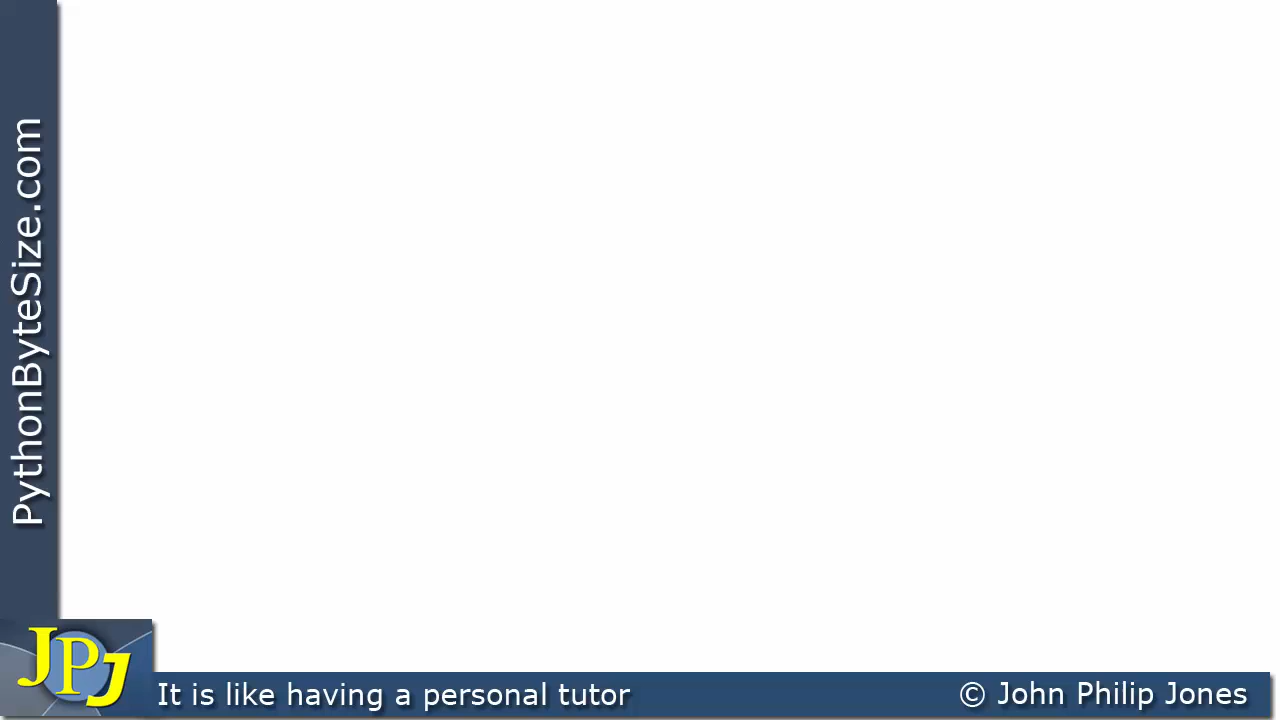 PythonByteSize.com
JPJ
It is like having a personal tutor
© John Philip Jones